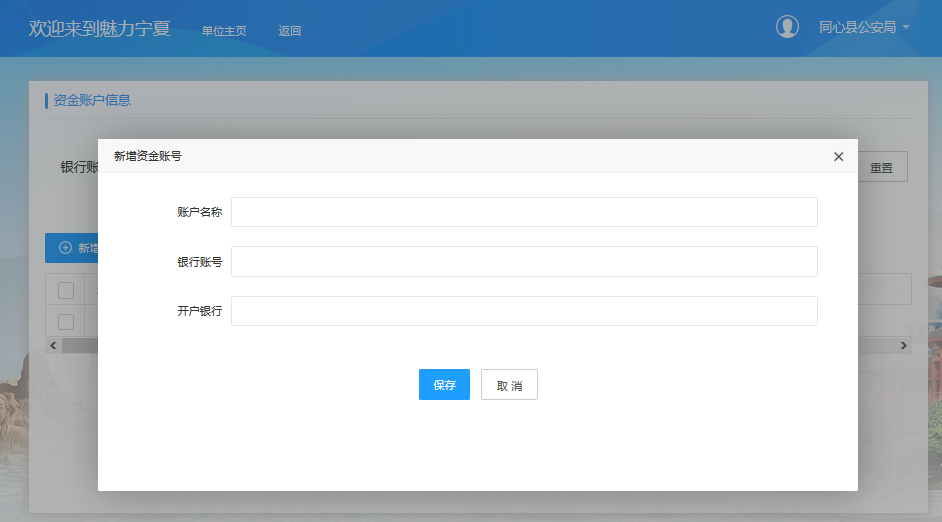 欢迎来到魅力宁夏 单位主页 返回 同心县公安局
资金账户信息
新增资金账号
银行账
重置
账户名称
新增
银行账号
开户银行
保存 取消